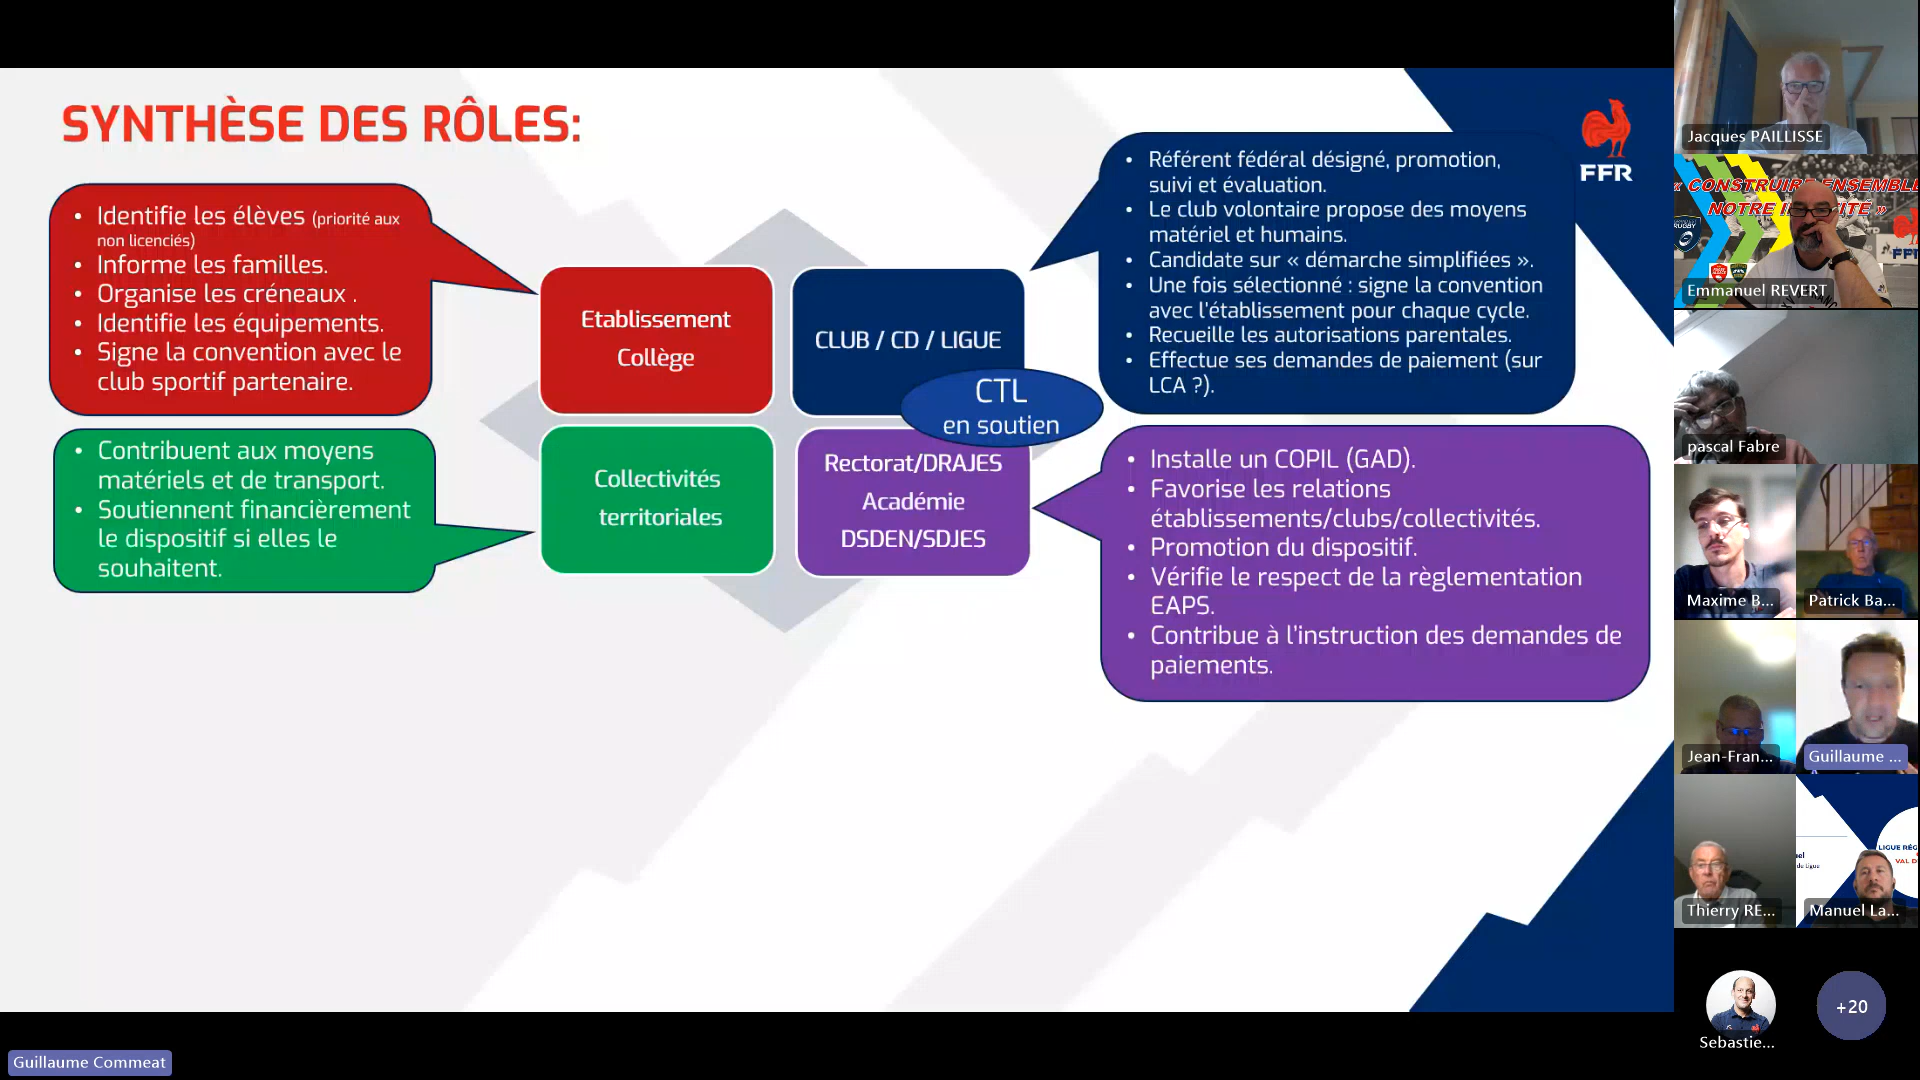 SYNTHÈSE DES RÔLES:
FFR
• Identifie les élèves (priorité aux
non licenciés)
• Informe les familles.
• Organise les créneaux .
• Identifie les équipements.
• Signe la convention avec le
club sportif partenaire.
Etablissement
Collège
CLUB / CD / LIGUE
CTL
en soutien
• Référent fédéral désigné, promotion,
suivi et évaluation.
• Le club volontaire propose des moyens
matériel et humains.
• Candidate sur « démarche simplifiées ».
• Une fois sélectionné : signe la convention
avec l'établissement pour chaque cycle.
• Recueille les autorisations parentales.
• Effectue ses demandes de paiement (sur
LCA ?).
• Contribuent aux moyens
matériels et de transport.
• Soutiennent financièrement
le dispositif si elles le
souhaitent.
Collectivités
territoriales
Rectorat/DRAJES
Académie
DSDEN/SDJES
• Installe un COPIL (GAD).
• Favorise les relations
établissements/clubs/collectivités.
• Promotion du dispositif.
• Vérifie le respect de la règlementation
EAPS.
• Contribue à l'instruction des demandes de
paiements.
Jacques PAILLISSE
« CONSTRUIRE ENSEMBLE
NOTRE
RUGBY
Emmanuel REVERT
pascal Fabre
Maxime B...
Patrick Ba...
Jean-Fran...
Guillaume ...
Thierry RE...
LIGUE RÉG
VAL D
Manuel La...
Sebastie...
+20
Guillaume Commeat